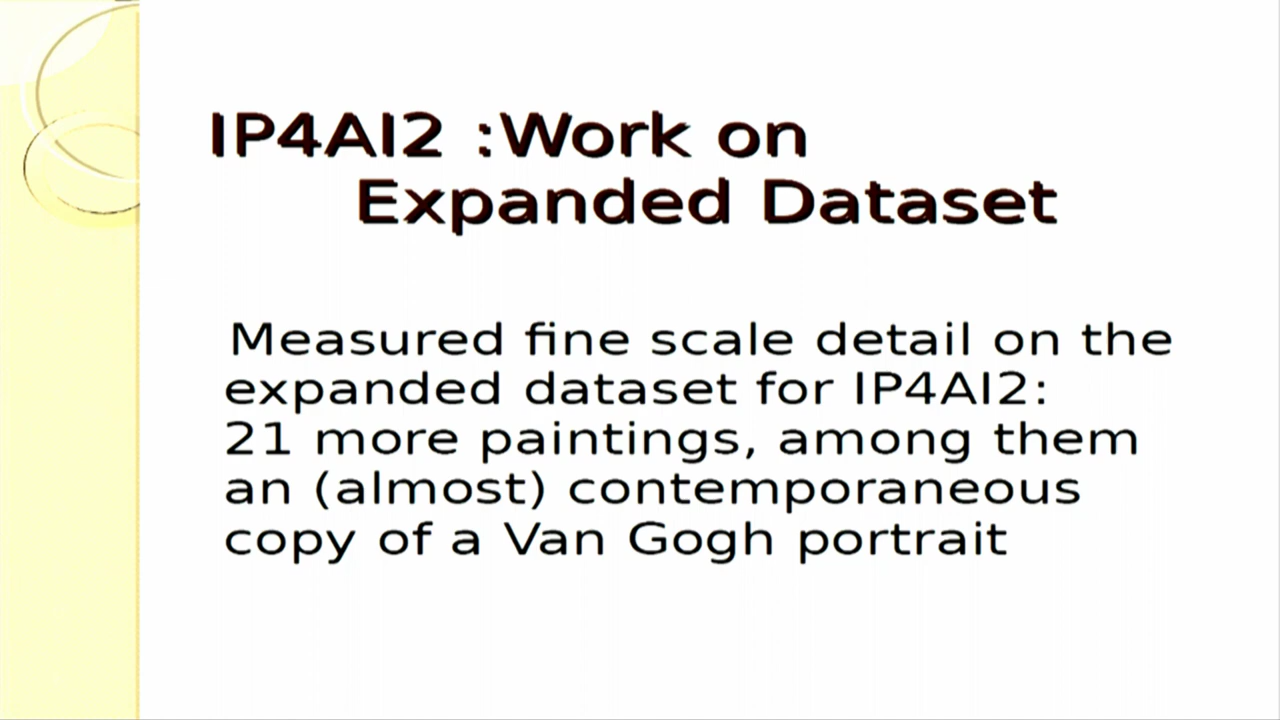 IP4AI2 :Work on
Expanded Dataset
Measured fine scale detail on the
expanded dataset for IP4AI2:
21 more paintings, among them
an (almost) contemporaneous
copy of a Van Gogh portrait